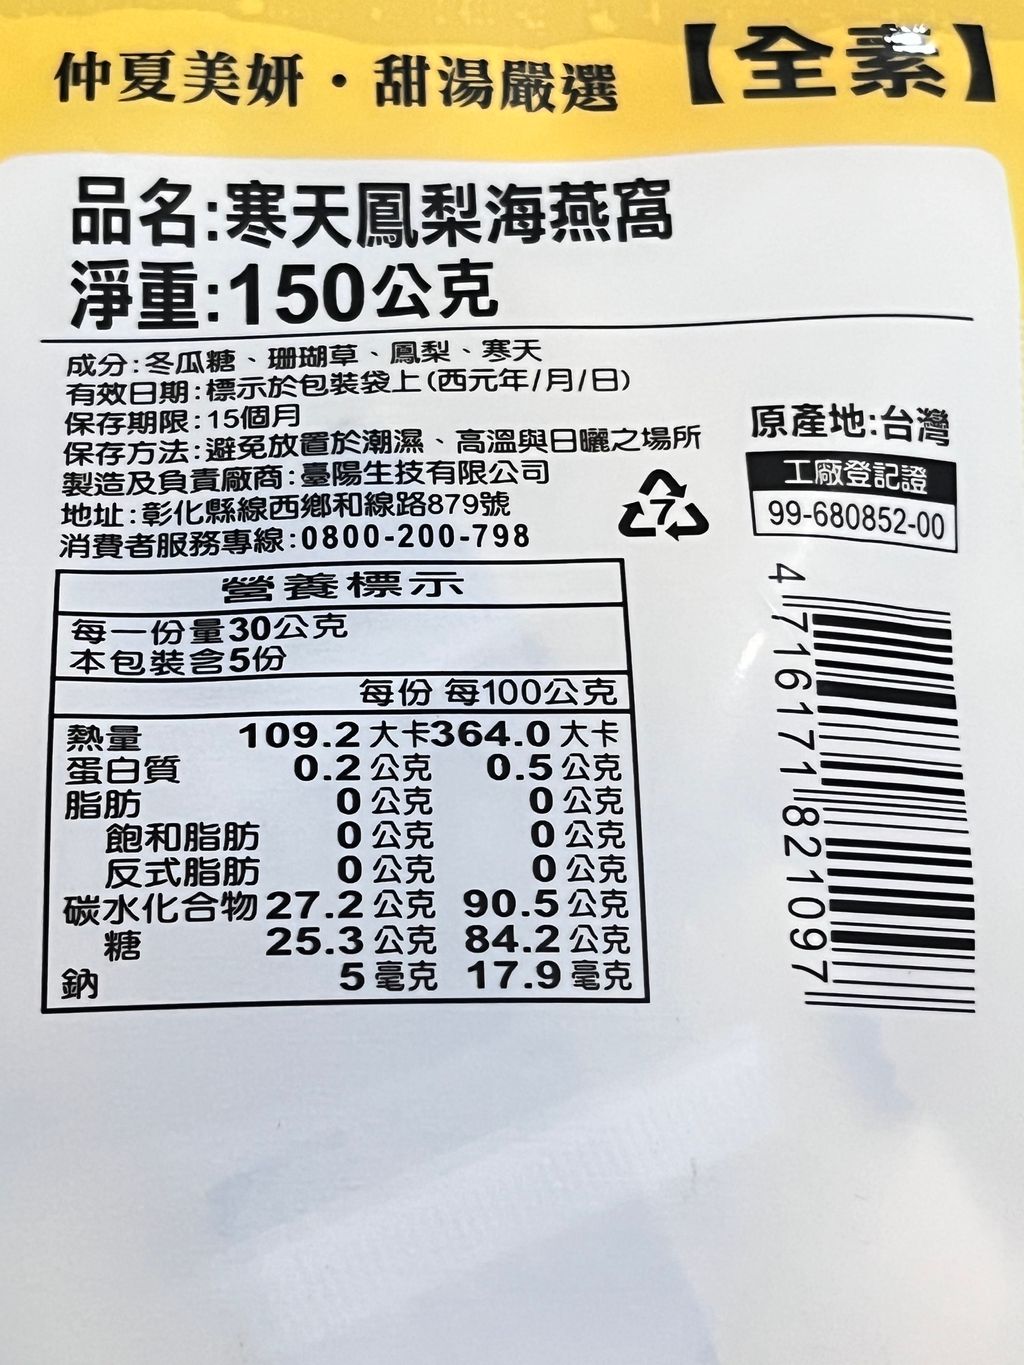 仲夏美妍・甜湯嚴選【全素】
品名:寒天鳳梨海燕窩
淨重:150公克
成分:冬瓜糖、珊瑚草、鳳梨、寒天
有效日期:標示於包裝袋上(西元年/月/日)
保存期限:15個月
保存方法:避免放置於潮濕、高溫與日曬之場所
製造及負責廠商:臺陽生技有限公司
地址:彰化縣線西鄉和線路879號
消費者服務專線:0800-200-798
7
原產地:台灣
工廠登記證
99-680852-00
營養標示
每一份量30公克
本包裝含5份
每份 每100公克
熱量 109.2 大卡 364.0 大卡
蛋白質 0.2 公克 0.5 公克
脂肪 0 公克 0 公克
飽和脂肪 0 公克 0 公克
反式脂肪 0 公克 0 公克
碳水化合物 27.2 公克 90.5 公克
糖 25.3 公克 84.2 公克
鈉 5 毫克 17.9 毫克
4 716171 821097